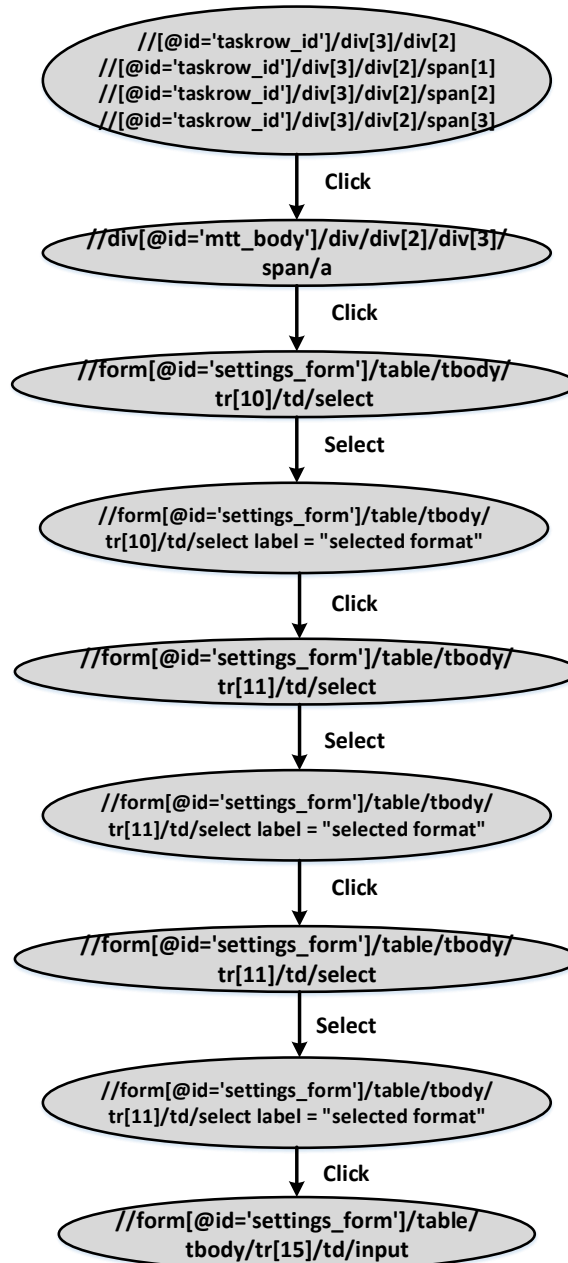 //[@id='taskrow_id']/div[3]/div[2]
//[@id='taskrow_id']/div[3]/div[2]/span[1]
//[@id='taskrow_id']/div[3]/div[2]/span[2]
//[@id='taskrow_id']/div[3]/div[2]/span[3]
Click
//div[@id='mtt_body']/div/div[2]/div[3]/
span/a
Click
//form[@id='settings_form']/table/tbody/
tr[10]/td/select
Select
//form[@id='settings_form']/table/tbody/
tr[10]/td/select label = "selected format"
Click
//form[@id='settings_form']/table/tbody/
tr[11]/td/select
Select
//form[@id='settings_form']/table/tbody/
tr[11]/td/select label = "selected format"
Click
//form[@id='settings_form']/table/tbody/
tr[11]/td/select
Select
//form[@id='settings_form']/table/tbody/
tr[11]/td/select label = "selected format"
Click
//form[@id='settings_form']/table/
tbody/tr[15]/td/input